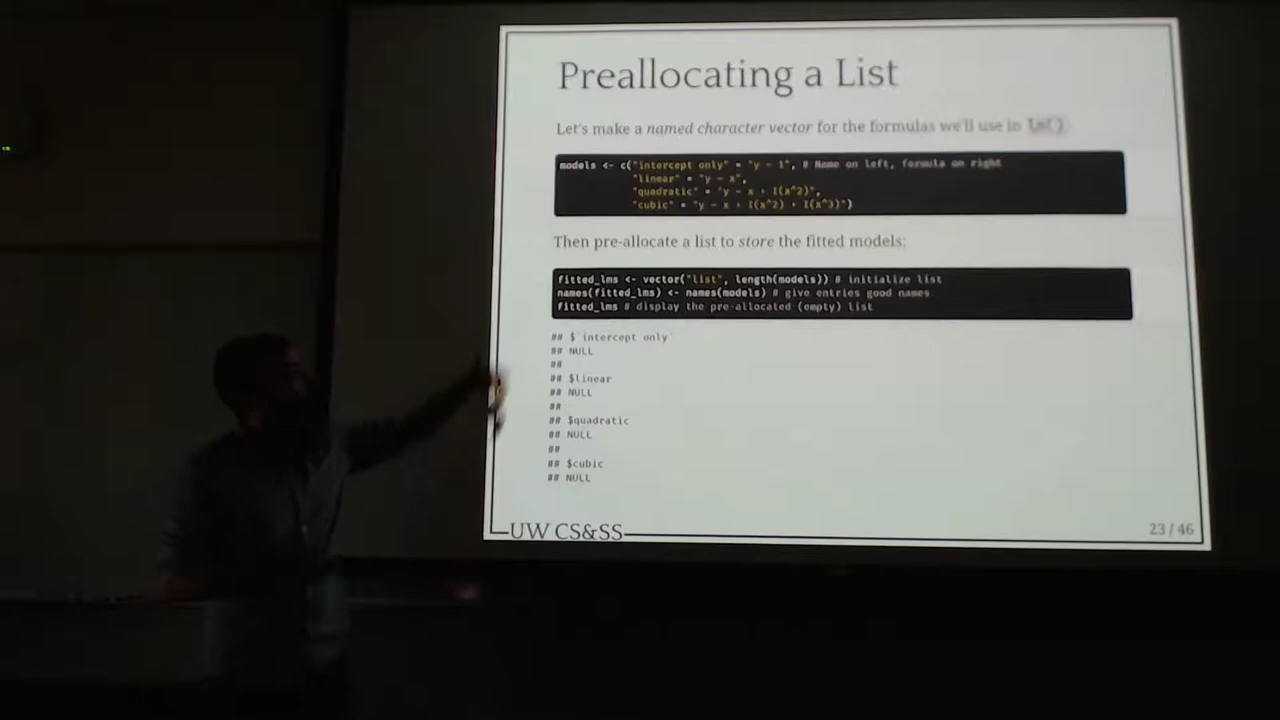 Preallocating a List
Let's make a named character vector for the formulas we'll use in lm()
models <- c("intercept only" = "y ~ 1", # Name on left, formula on right
"linear" = "y ~ x",
"quadratic" = "y ~ x + I(x^2)",
"cubic" = "y ~ x + I(x^2) + I(x^3)")
Then pre-allocate a list to store the fitted models:
fitted_lms <- vector("list", length(models)) # initialize list
names(fitted_lms) <- names(models) # give entries good names
fitted_lms # display the pre-allocated (empty) list
## $`intercept only`
## NULL
##
## $linear
## NULL
##
## $quadratic
## NULL
##
## $cubic
## NULL
UW CS&SS
23 / 46